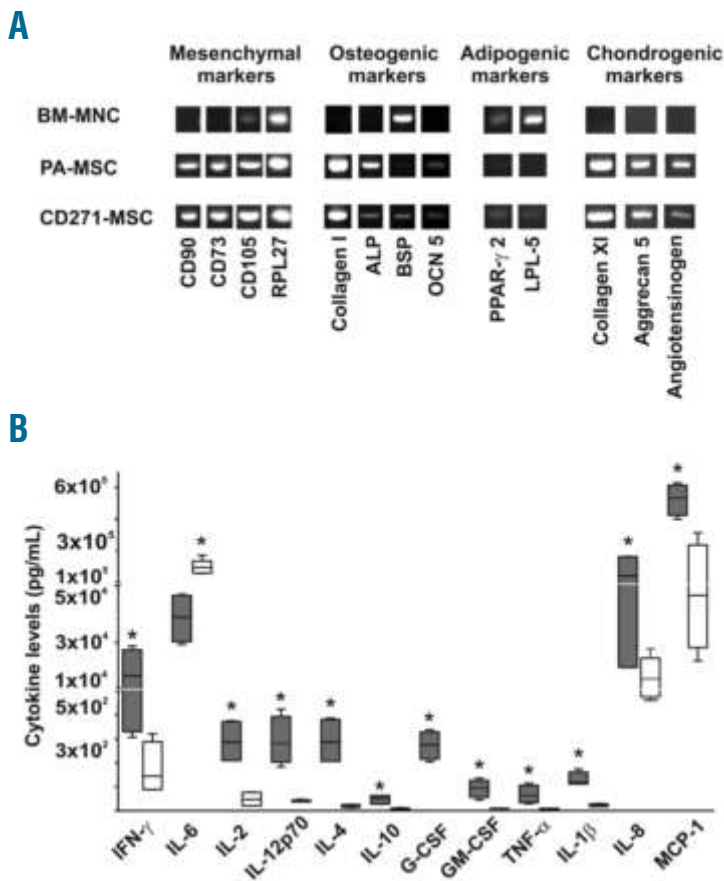 A
Mesenchymal markers
Osteogenic markers
Adipogenic markers
Chondrogenic markers
BM-MNC
PA-MSC
CD271-MSC
CD90
CD73
CD105
RPL27
Collagen I
ALP
BSP
OCN 5
PPAR-γ 2
LPL-5
Collagen XI
Aggrecan 5
Angiotensinogen
B
Cytokine levels (pg/mL)
3x10⁵
5x10⁴
3x10⁴
1x10⁴
5x10²
3x10²
* * * * * * * * * * * *
IFN-γ
IL-6
IL-2
IL-12p70
IL-4
IL-10
G-CSF
GM-CSF
TNF-α
IL-1β
IL-8
MCP-1